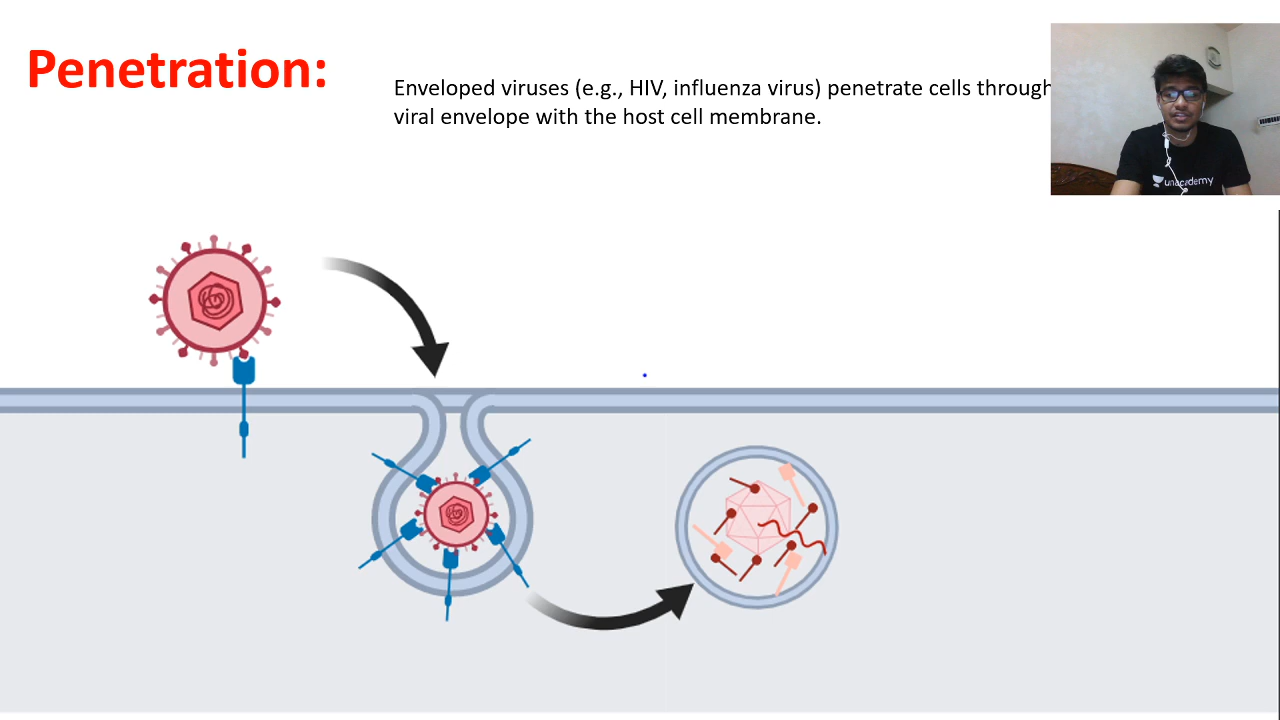 Penetration:
Enveloped viruses (e.g., HIV, influenza virus) penetrate cells through
viral envelope with the host cell membrane.
unacademy